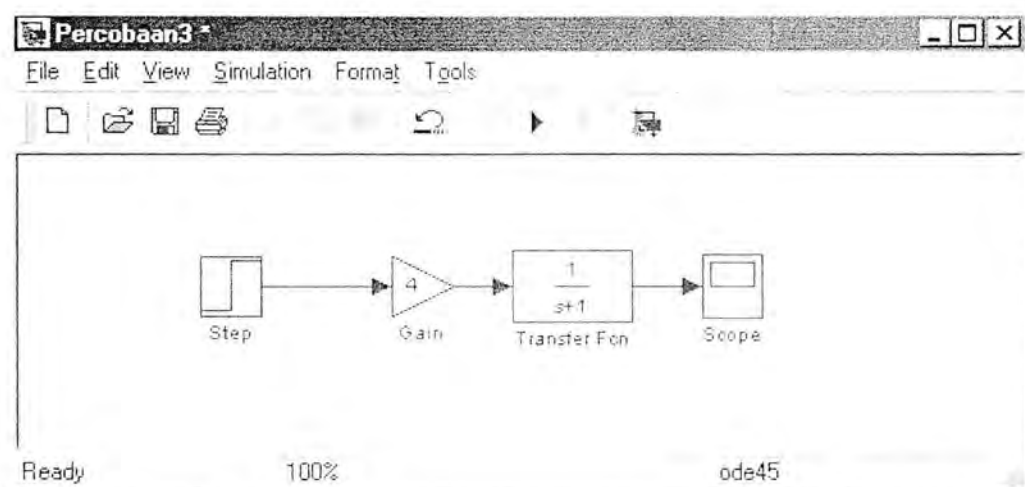 Percobaan3 *
File Edit View Simulation Format Tools
4
1
s+1
Step
Gain
Transfer Fcn
Scope
Ready 100% ode45